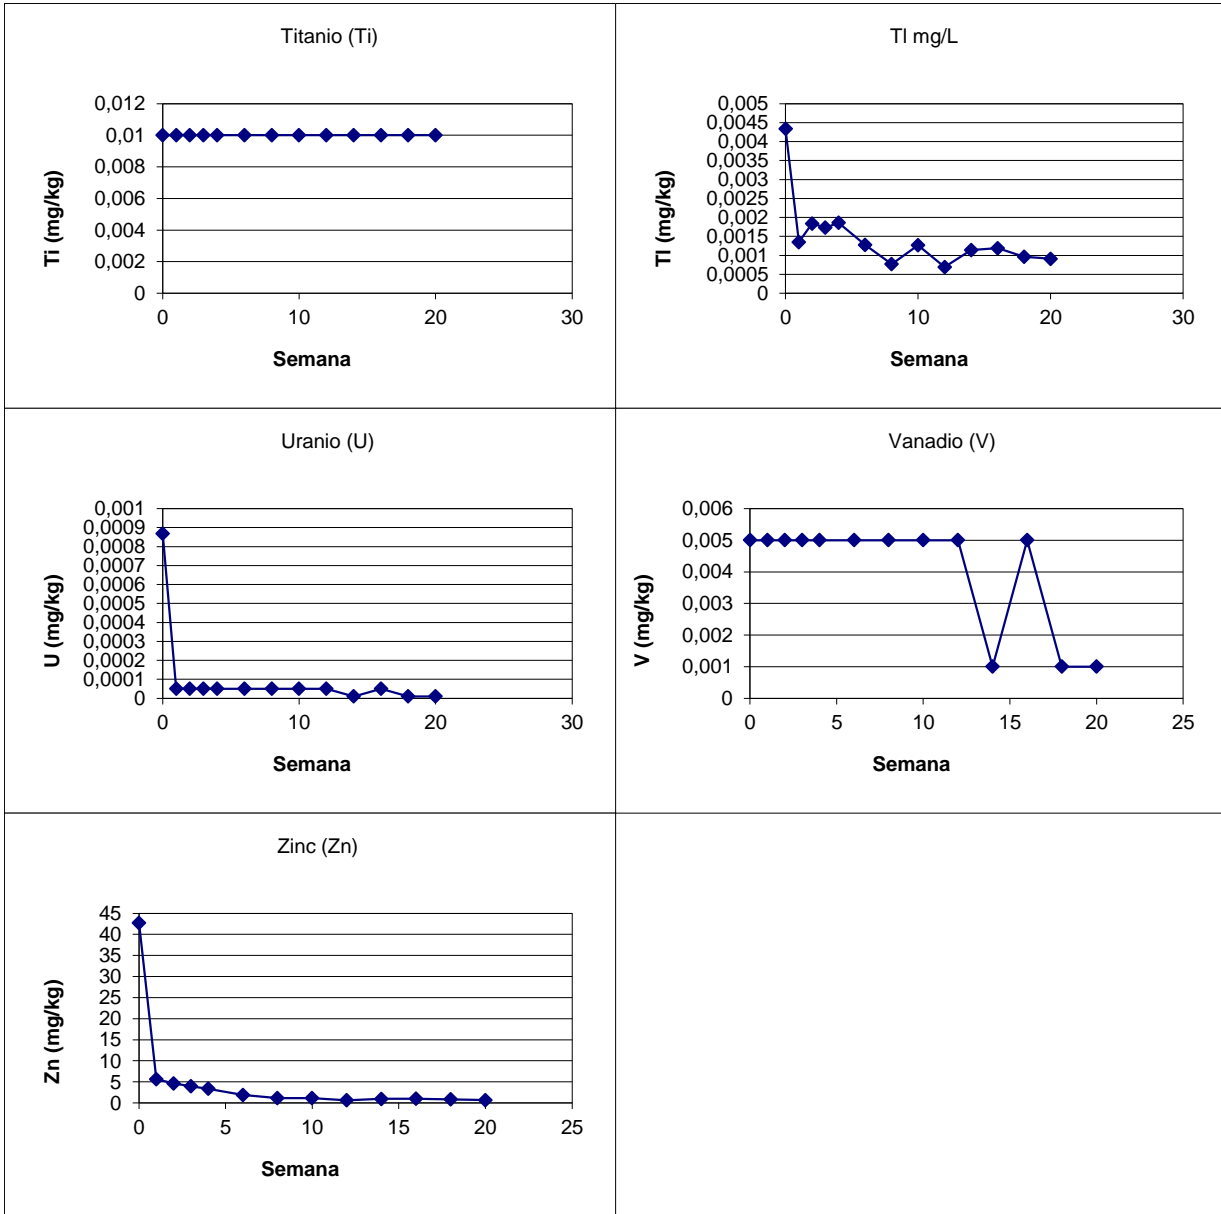 Titanio (Ti)
0,012
0,01
0,008
0,006
0,004
0,002
0
Ti (mg/kg)
0 10 20 30
Semana
Tl mg/L
0,005
0,0045
0,004
0,0035
0,003
0,0025
0,002
0,0015
0,001
0,0005
0
Tl (mg/kg)
0 10 20 30
Semana
Uranio (U)
0,001
0,0009
0,0008
0,0007
0,0006
0,0005
0,0004
0,0003
0,0002
0,0001
0
U (mg/kg)
0 10 20 30
Semana
Vanadio (V)
0,006
0,005
0,004
0,003
0,002
0,001
0
V (mg/kg)
0 5 10 15 20 25
Semana
Zinc (Zn)
45
40
35
30
25
20
15
10
5
0
Zn (mg/kg)
0 5 10 15 20 25
Semana